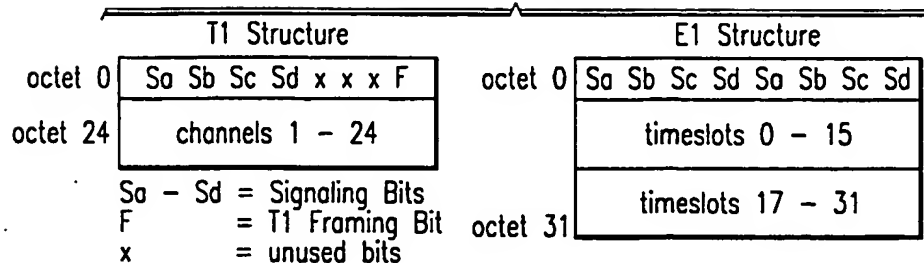 T1 Structure
octet 0 Sa Sb Sc Sd x x x F
octet 24 channels 1 - 24
Sa - Sd = Signaling Bits
F = T1 Framing Bit
x = unused bits
E1 Structure
octet 0 Sa Sb Sc Sd Sa Sb Sc Sd
timeslots 0 - 15
timeslots 17 - 31
octet 31